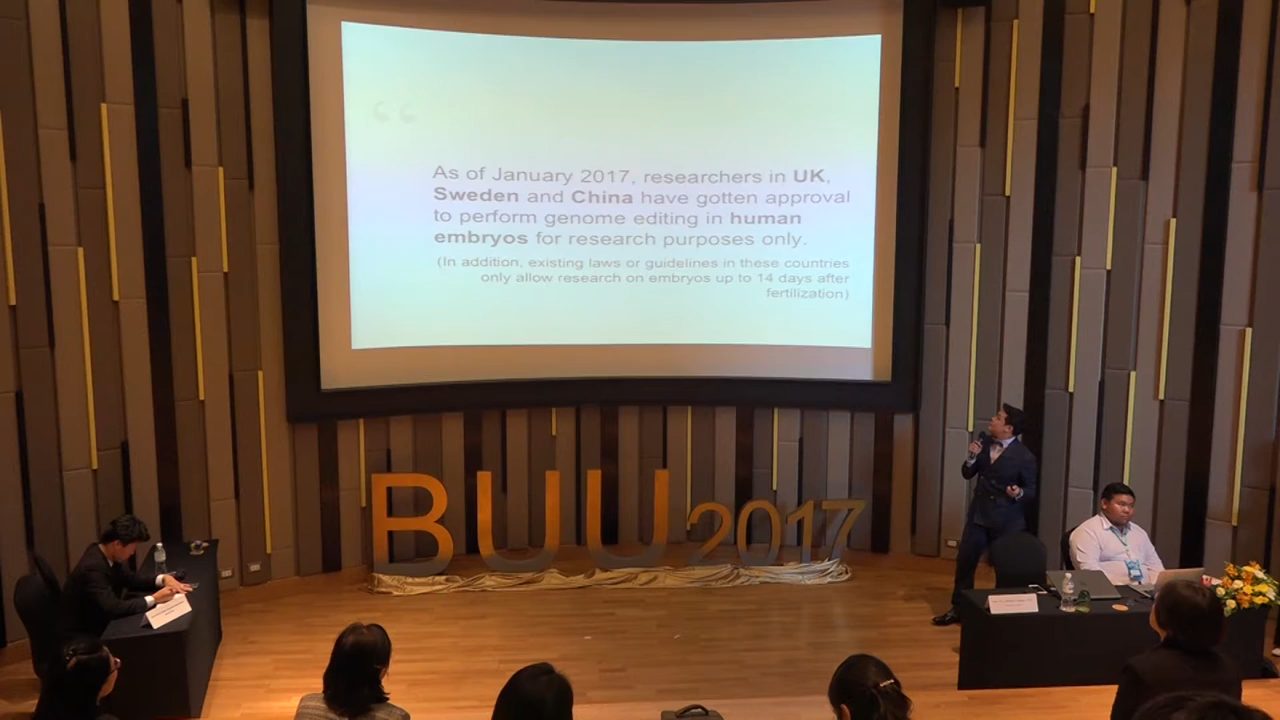 “
As of January 2017, researchers in UK,
Sweden and China have gotten approval
to perform genome editing in human
embryos for research purposes only.
(In addition, existing laws or guidelines in these countries
only allow research on embryos up to 14 days after
fertilization)
BUU 2017